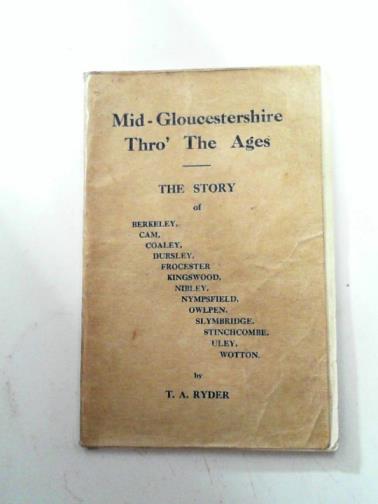 Mid-Gloucestershire
Thro' The Ages
THE STORY
of
BERKELEY,
CAM,
COALEY,
DURSLEY,
FROCESTER
KINGSWOOD,
NIBLEY,
NYMPSFIELD,
OWLPEN,
SLYMBRIDGE,
STINCHCOMBE,
ULEY,
WOTTON.
by
T. A. RYDER